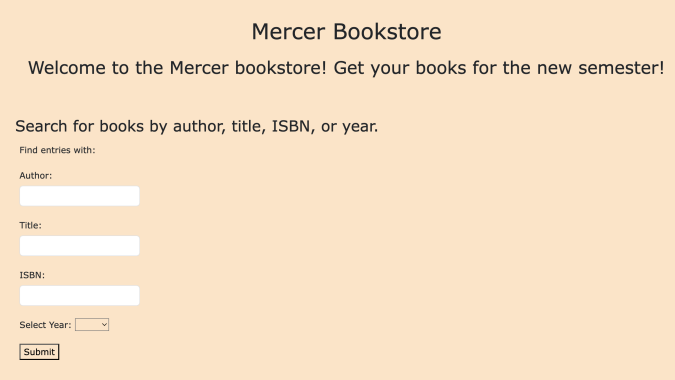 Mercer Bookstore
Welcome to the Mercer bookstore! Get your books for the new semester!
Search for books by author, title, ISBN, or year.
Find entries with:
Author:
Title:
ISBN:
Select Year:
Submit